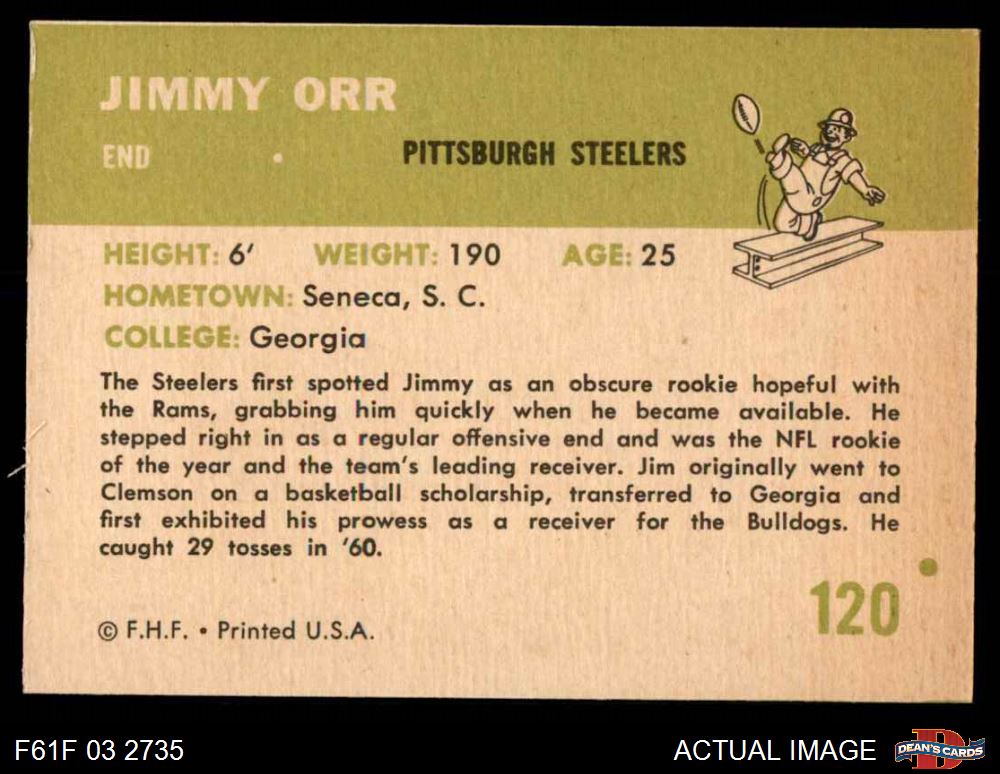 JIMMY ORR
END • PITTSBURGH STEELERS
HEIGHT: 6' WEIGHT: 190 AGE: 25
HOMETOWN: Seneca, S. C.
COLLEGE: Georgia
The Steelers first spotted Jimmy as an obscure rookie hopeful with
the Rams, grabbing him quickly when he became available. He
stepped right in as a regular offensive end and was the NFL rookie
of the year and the team's leading receiver. Jim originally went to
Clemson on a basketball scholarship, transferred to Georgia and
first exhibited his prowess as a receiver for the Bulldogs. He
caught 29 tosses in '60.
120
© F.H.F. • Printed U.S.A.
F61F 03 2735
ACTUAL IMAGE
D
DEAN'S CARDS